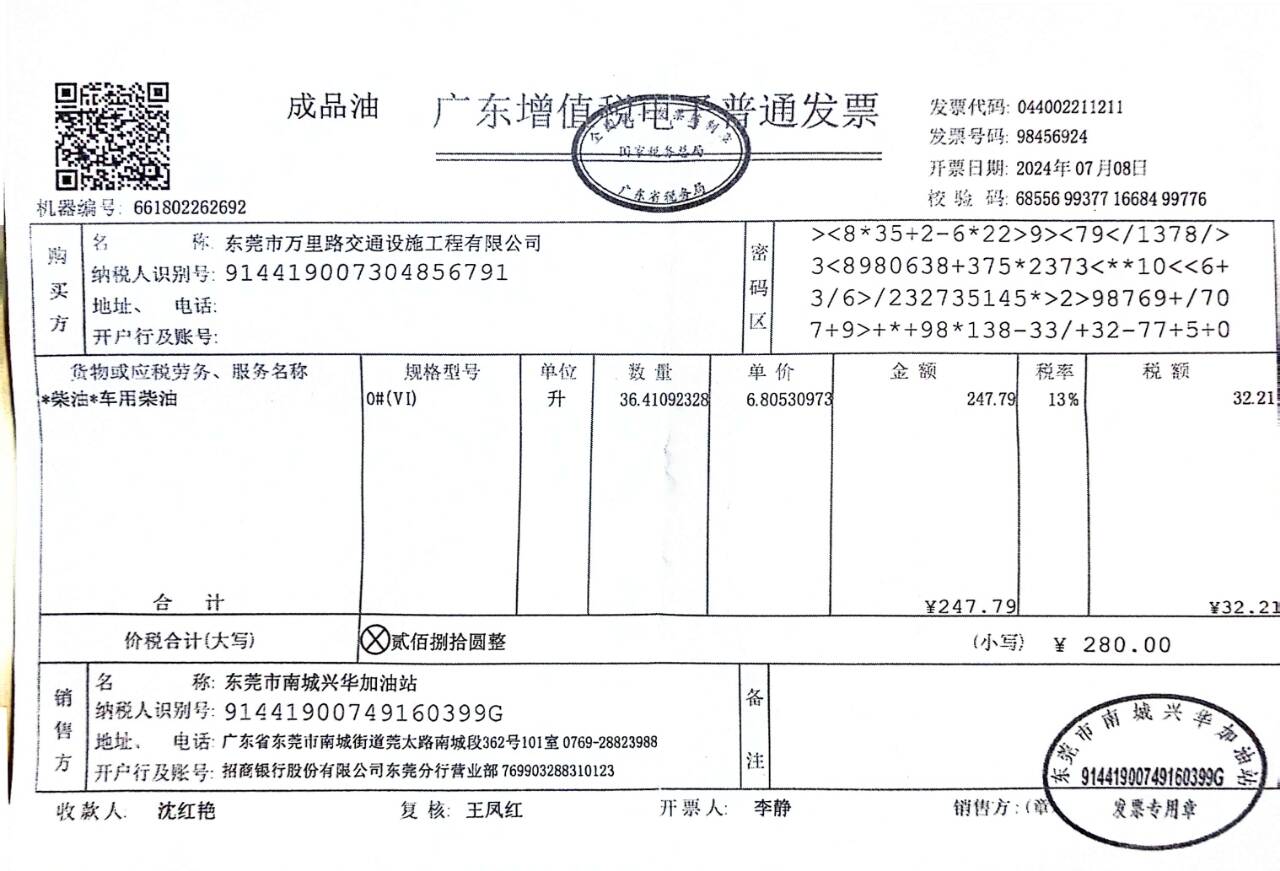 成品油
广东增值税电子普通发票
国家税务总局
广东省税务局
发票代码: 044002211211
发票号码: 98456924
开票日期: 2024年07月08日
校 验 码: 68556 99377 16684 99776
机器编号: 661802262692
购买方
名 称: 东莞市万里路交通设施工程有限公司
纳税人识别号: 914419007304856791
地址、 电话:
开户行及账号:
密码区
><8*35+2-6*22>9><79</1378/>
3<8980638+375*2373<**10<<6+
3/6>/232735145*>2>98769+/70
7+9>+*+98*138-33/+32-77+5+0
货物或应税劳务、服务名称 规格型号 单位 数 量 单 价 金 额 税率 税 额
*柴油*车用柴油 0#(VI) 升 36.41092328 6.80530973 247.79 13% 32.21
合 计 ¥247.79 ¥32.21
价税合计(大写) ⊗贰佰捌拾圆整 (小写) ¥ 280.00
销售方
名 称: 东莞市南城兴华加油站
纳税人识别号: 91441900749160399G
地址、 电话: 广东省东莞市南城街道莞太路南城段362号101室 0769-28823988
开户行及账号: 招商银行股份有限公司东莞分行营业部 769903288310123
备注
收款人: 沈红艳 复核: 王凤红 开票人: 李静 销售方: (章)
东莞市南城兴华加油站
91441900749160399G
发票专用章